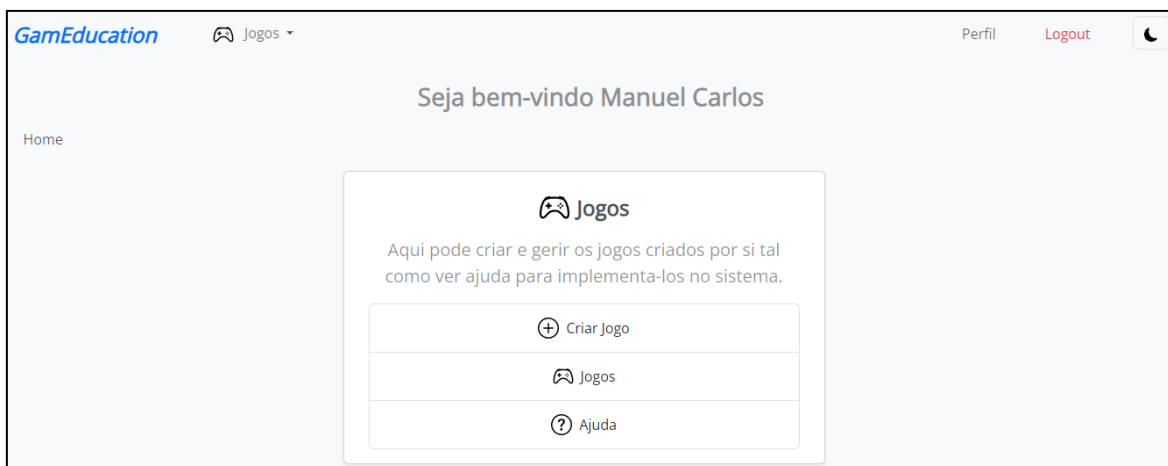 GamEducation Jogos Perfil Logout
Seja bem-vindo Manuel Carlos
Home
Jogos
Aqui pode criar e gerir os jogos criados por si tal
como ver ajuda para implementa-los no sistema.
Criar Jogo
Jogos
Ajuda